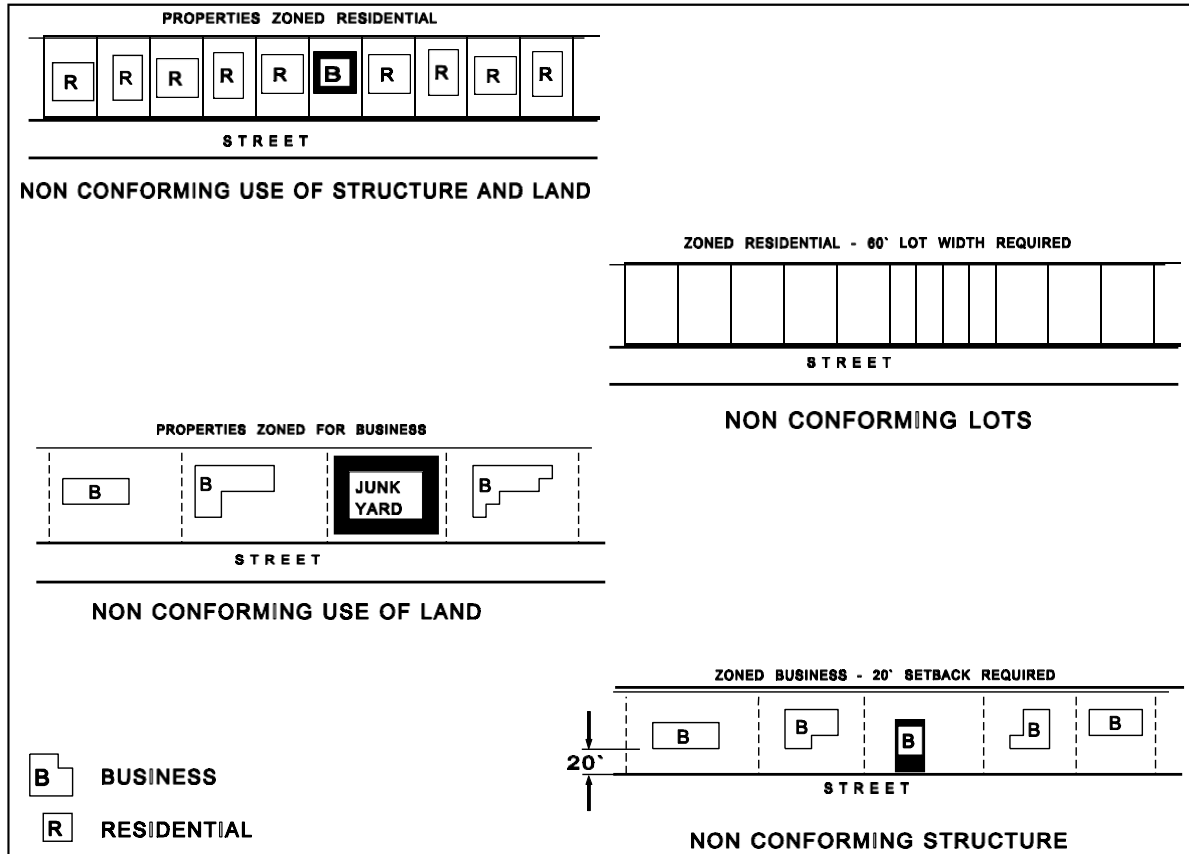 PROPERTIES ZONED RESIDENTIAL
R R R R R B R R R R
STREET
NON CONFORMING USE OF STRUCTURE AND LAND
ZONED RESIDENTIAL - 60` LOT WIDTH REQUIRED
STREET
NON CONFORMING LOTS
PROPERTIES ZONED FOR BUSINESS
B B JUNK B
YARD
STREET
NON CONFORMING USE OF LAND
ZONED BUSINESS - 20` SETBACK REQUIRED
B B B B B
20`
STREET
NON CONFORMING STRUCTURE
B BUSINESS
R RESIDENTIAL